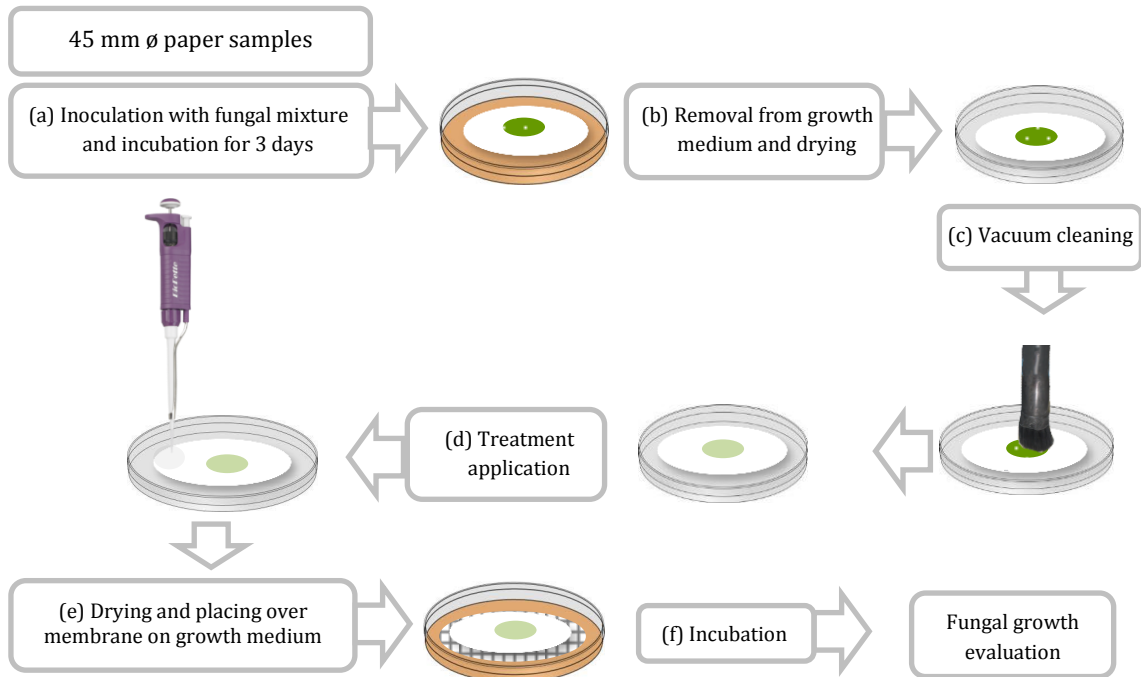 45 mm ø paper samples
(a) Inoculation with fungal mixture
and incubation for 3 days
(b) Removal from growth
medium and drying
(c) Vacuum cleaning
(d) Treatment
application
(e) Drying and placing over
membrane on growth medium
(f) Incubation
Fungal growth
evaluation